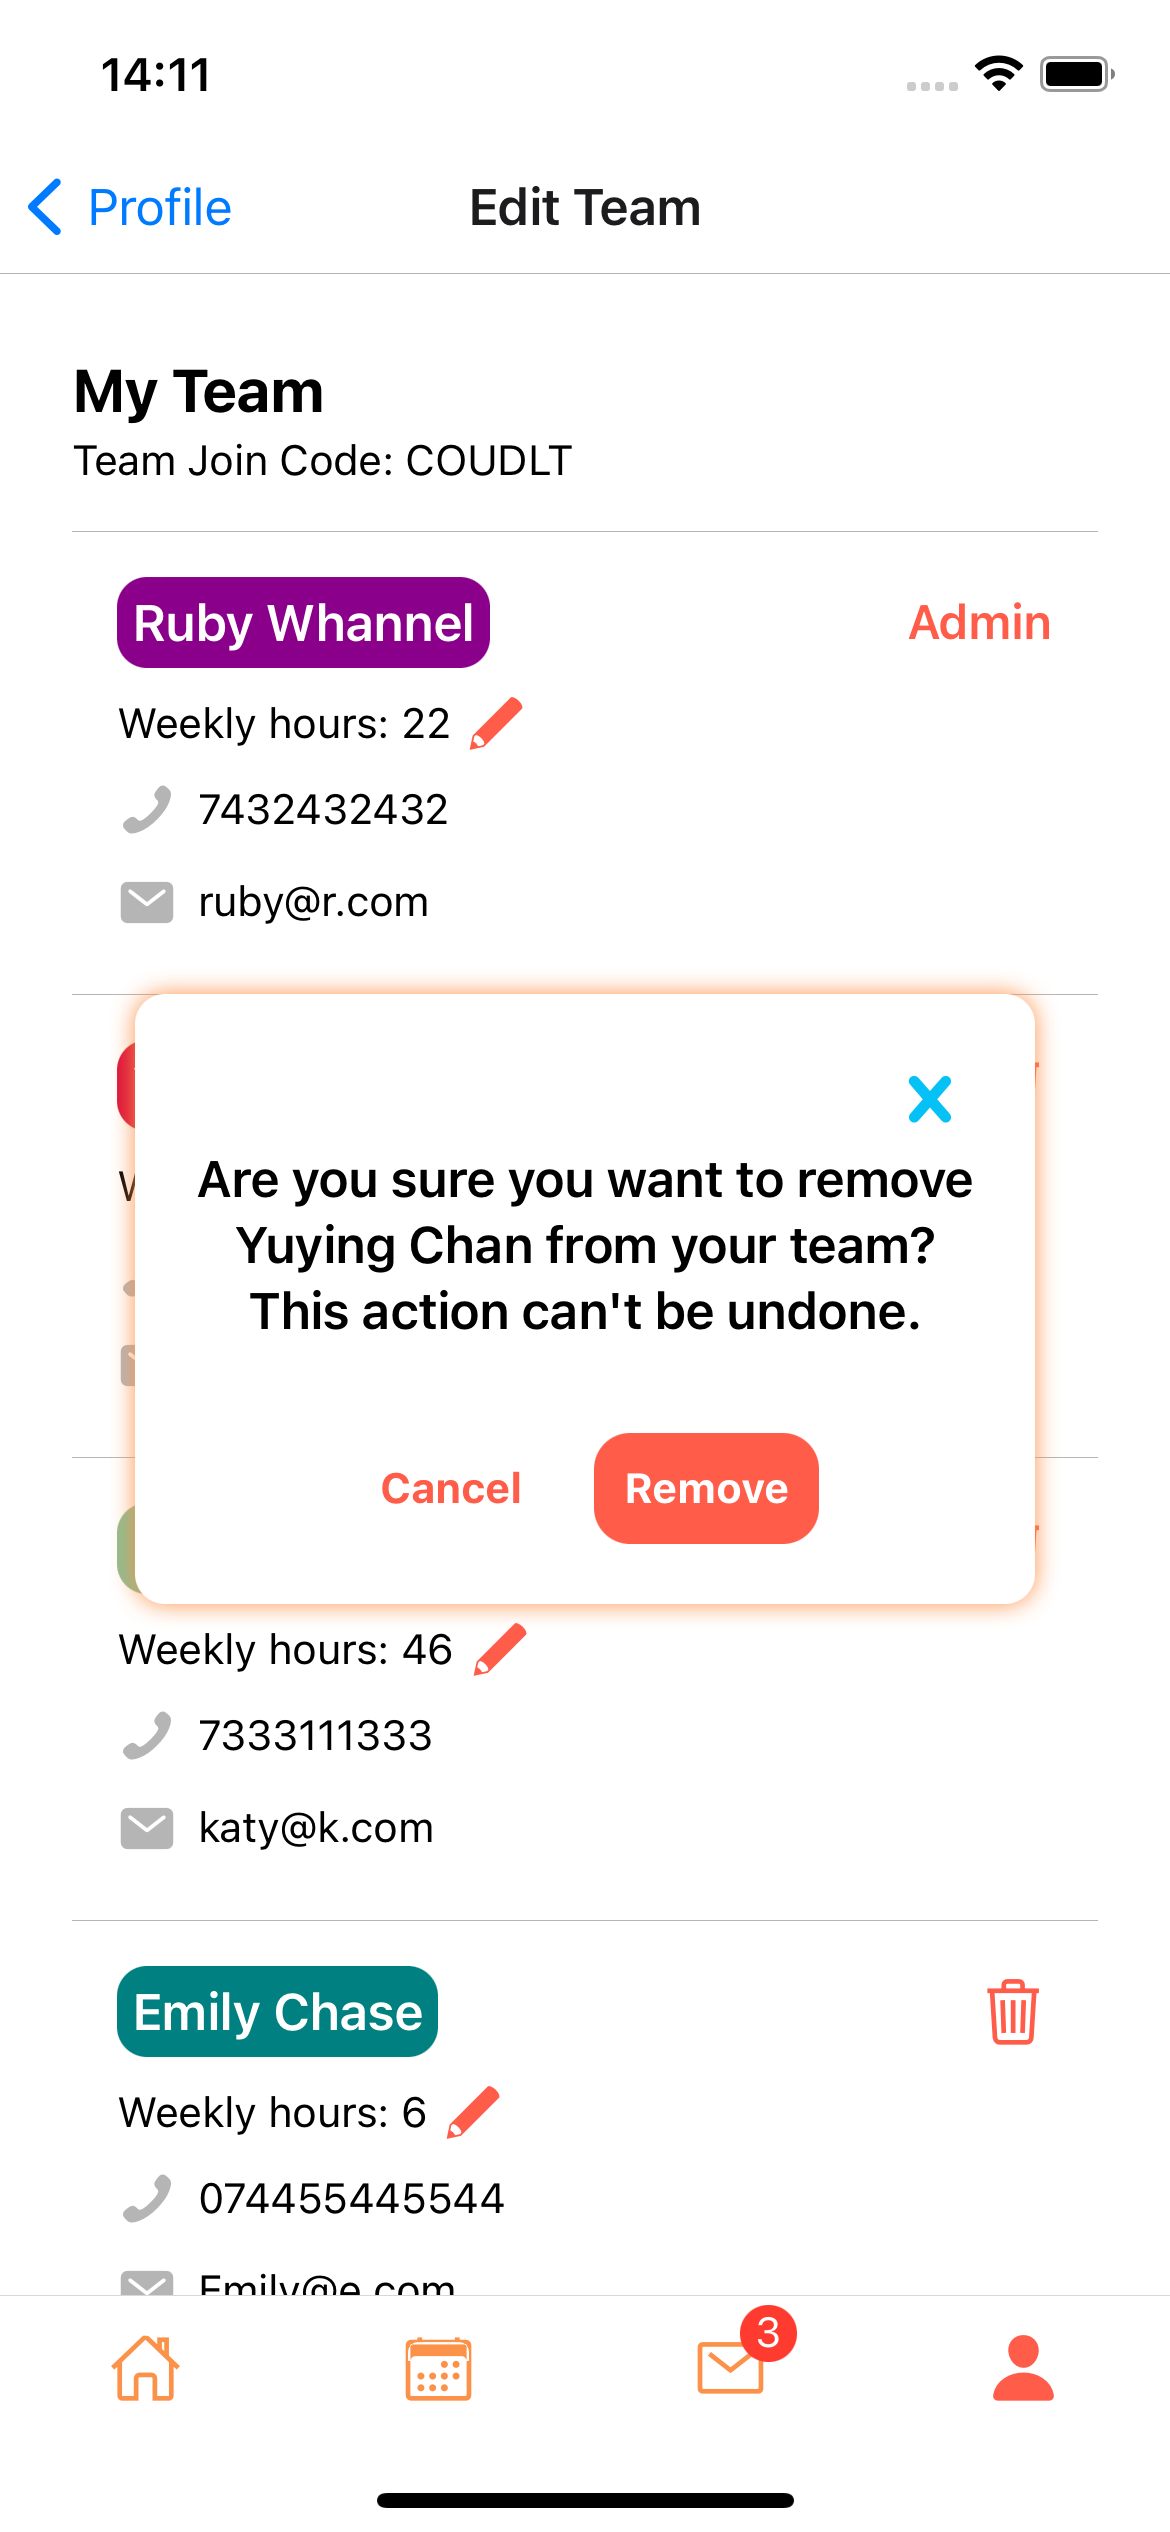 14:11
Profile
Edit Team
My Team
Team Join Code: COUDLT
Ruby Whannel
Admin
Weekly hours: 22
7432432432
ruby@r.com
Are you sure you want to remove
Yuying Chan from your team?
This action can't be undone.
Cancel
Remove
Weekly hours: 46
7333111333
katy@k.com
Emily Chase
Weekly hours: 6
074455445544
Emily@e.com
3